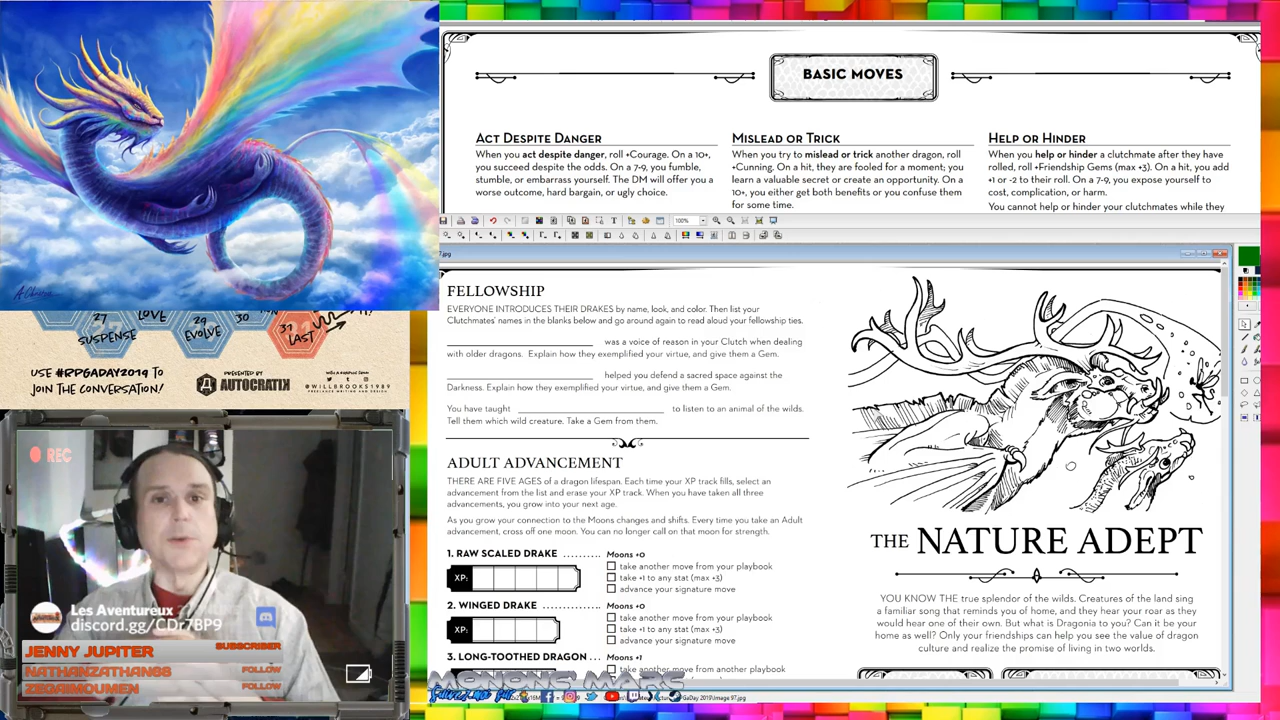 BASIC MOVES
ACT DESPITE DANGER
When you act despite danger, roll +Courage. On a 10+,
you succeed despite the odds. On a 7-9, you fumble,
stumble, or embarrass yourself. The DM will offer you a
worse outcome, hard bargain, or ugly choice.
MISLEAD OR TRICK
When you try to mislead or trick another dragon, roll
+Cunning. On a hit, they are fooled for a moment; you
learn a valuable secret or create an opportunity. On a
10+, you either get both benefits or you confuse them
for some time.
HELP OR HINDER
When you help or hinder a clutchmate after they have
rolled, roll +Friendship Gems (max +3). On a hit, you add
+1 or -2 to their roll. On a 7-9, you expose yourself to
cost, complication, or harm.
You cannot help or hinder your clutchmates while they
100%
7.jpg
FELLOWSHIP
EVERYONE INTRODUCES THEIR DRAKES by name, look, and color. Then list your
Clutchmates' names in the blanks below and go around again to read aloud your fellowship ties.
was a voice of reason in your Clutch when dealing
with older dragons. Explain how they exemplified your virtue, and give them a Gem.
helped you defend a sacred space against the
Darkness. Explain how they exemplified your virtue, and give them a Gem.
You have taught to listen to an animal of the wilds.
Tell them which wild creature. Take a Gem from them.
ADULT ADVANCEMENT
THERE ARE FIVE AGES of a dragon lifespan. Each time your XP track fills, select an
advancement from the list and erase your XP track. When you have taken all three
advancements, you grow into your next age.
As you grow your connection to the Moons changes and shifts. Every time you take an Adult
advancement, cross off one moon. You can no longer call on that moon for strength.
1. RAW SCALED DRAKE .......... Moons +0
XP:
take another move from your playbook
take +1 to any stat (max +3)
advance your signature move
2. WINGED DRAKE .............. Moons +0
XP:
take another move from your playbook
take +1 to any stat (max +3)
advance your signature move
3. LONG-TOOTHED DRAGON ... Moons +1
take another move from another playbook
THE NATURE ADEPT
YOU KNOW THE true splendor of the wilds. Creatures of the land sing
a familiar song that reminds you of home, and they hear your roar as they
would hear one of their own. But what is Dragonia to you? Can it be your
home as well? Only your friendships can help you see the value of dragon
culture and realize the promise of living in two worlds.
27
SUSPENSE
LOVE
29
EVOLVE
30
31
LAST
USE #RPGADAY2019 TO
JOIN THE CONVERSATION!
PRESENTED BY
AUTOCRATIK
@WILLBROOKS1989
FREELANCE WRITING AND DESIGN
REC
Les Aventureux
discord.gg/CDr7BP9
JENNY JUPITER
SUBSCRIBER
NATHANZATHAN88
FOLLOW
ZEGAIMOUMEN
FOLLOW